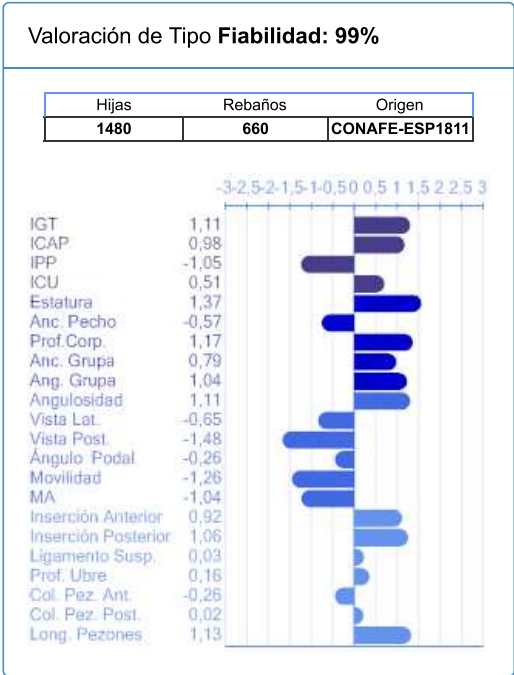 Valoración de Tipo Fiabilidad: 99%
Hijas Rebaños Origen
1480 660 CONAFE-ESP1811
-3-2,5-2-1,5-1-0,5 0 0,5 1 1,5 2 2.5 3
IGT 1,11
ICAP 0,98
IPP -1,05
ICU 0,51
Estatura 1,37
Anc. Pecho -0,57
Prof.Corp. 1,17
Anc. Grupa 0,79
Ang. Grupa 1,04
Angulosidad 1,11
Vista Lat. -0,65
Vista Post. -1,48
Ángulo Podal -0,26
Movilidad -1,26
MA -1,04
Inserción Anterior 0,92
Inserción Posterior 1,06
Ligamento Susp. 0,03
Prof. Ubre 0,16
Col. Pez. Ant. -0,26
Col. Pez. Post. 0,02
Long. Pezones 1,13